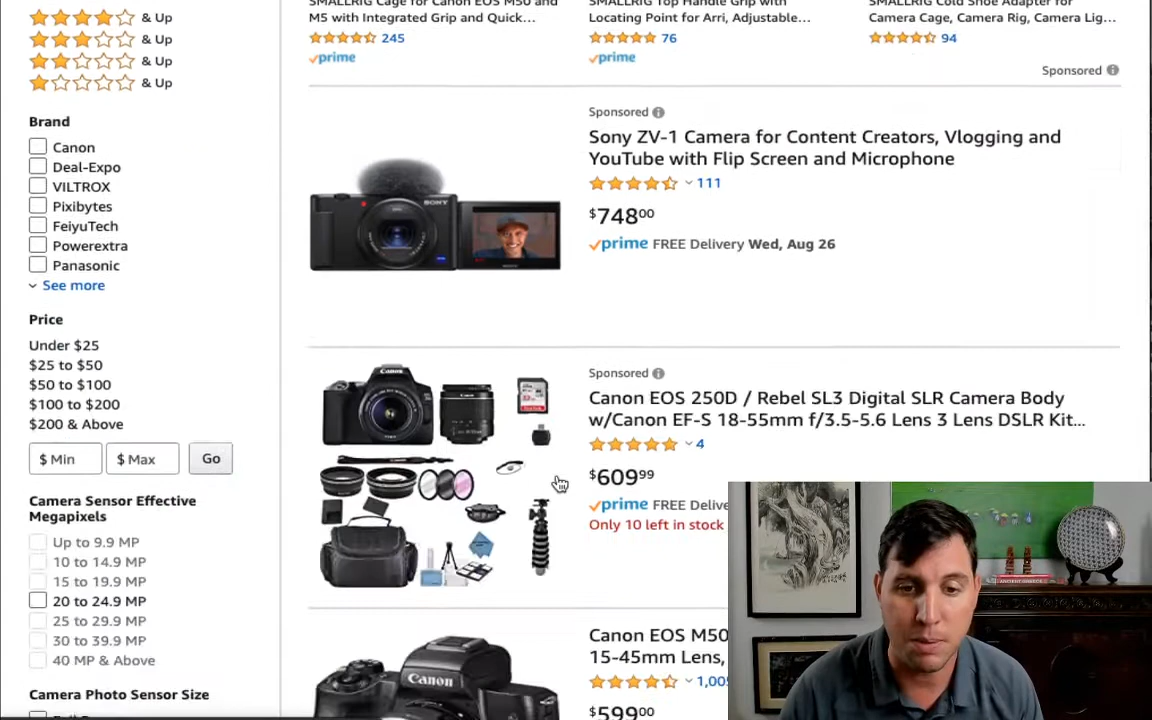 & Up
& Up
& Up
& Up
Brand
Canon
Deal-Expo
VILTROX
Pixibytes
FeiyuTech
Powerextra
Panasonic
See more
Price
Under $25
$25 to $50
$50 to $100
$100 to $200
$200 & Above
$ Min
$ Max
Go
Camera Sensor Effective
Megapixels
Up to 9.9 MP
10 to 14.9 MP
15 to 19.9 MP
20 to 24.9 MP
25 to 29.9 MP
30 to 39.9 MP
40 MP & Above
Camera Photo Sensor Size
SMALLRIG Cage for Canon EOS M50 and
M5 with Integrated Grip and Quick...
245
prime
SMALLRIG Top Handle Grip with
Locating Point for Arri, Adjustable...
76
prime
SMALLRIG Cold Shoe Adapter for
Camera Cage, Camera Rig, Camera Lig...
94
Sponsored
Sponsored
Sony ZV-1 Camera for Content Creators, Vlogging and
YouTube with Flip Screen and Microphone
111
$74800
prime FREE Delivery Wed, Aug 26
SONY
Sponsored
Canon EOS 250D / Rebel SL3 Digital SLR Camera Body
w/Canon EF-S 18-55mm f/3.5-5.6 Lens 3 Lens DSLR Kit...
4
$60999
prime FREE Delive
Only 10 left in stock
Canon
Canon EOS M50
15-45mm Lens,
1,00
$59900
Canon